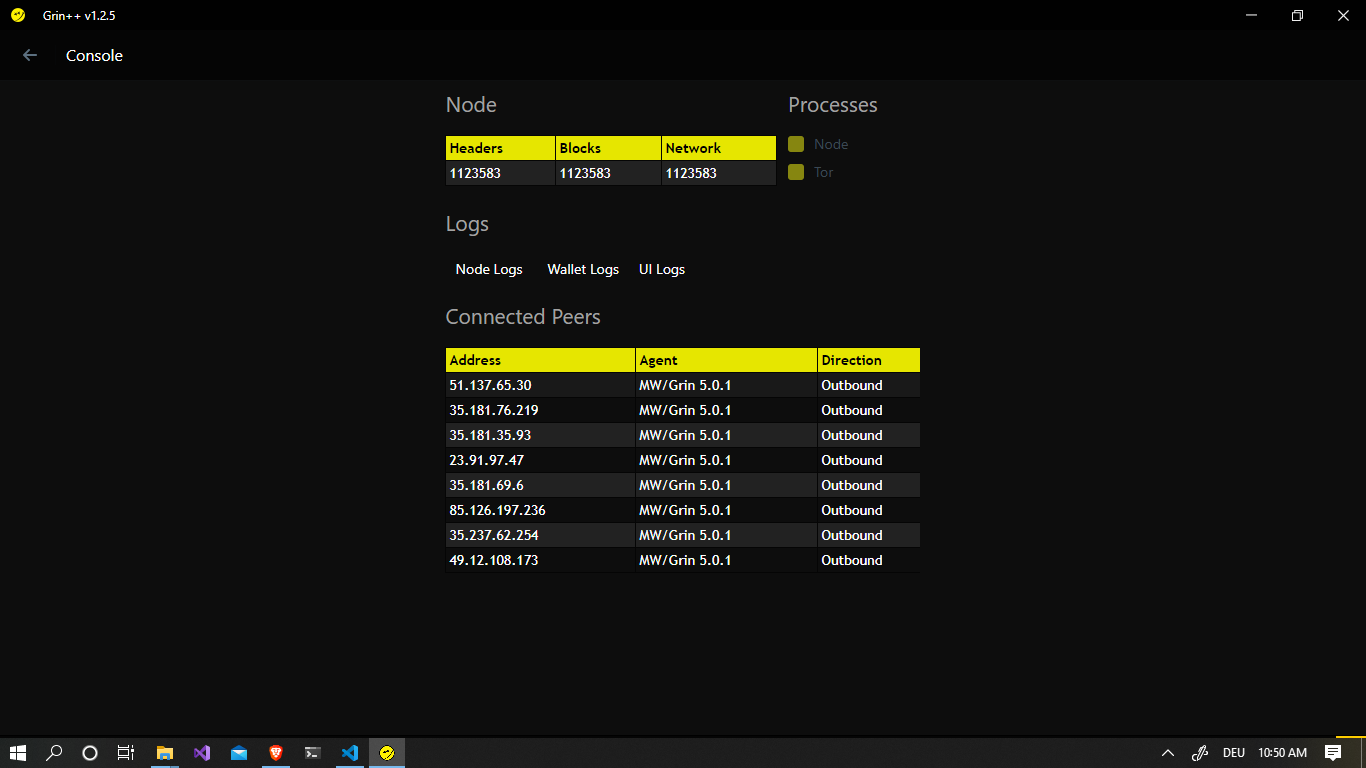 Grin++ v1.2.5
Console
Node
Processes
Headers Blocks Network
1123583 1123583 1123583
Node
Tor
Logs
Node Logs Wallet Logs UI Logs
Connected Peers
Address Agent Direction
51.137.65.30 MW/Grin 5.0.1 Outbound
35.181.76.219 MW/Grin 5.0.1 Outbound
35.181.35.93 MW/Grin 5.0.1 Outbound
23.91.97.47 MW/Grin 5.0.1 Outbound
35.181.69.6 MW/Grin 5.0.1 Outbound
85.126.197.236 MW/Grin 5.0.1 Outbound
35.237.62.254 MW/Grin 5.0.1 Outbound
49.12.108.173 MW/Grin 5.0.1 Outbound
DEU 10:50 AM